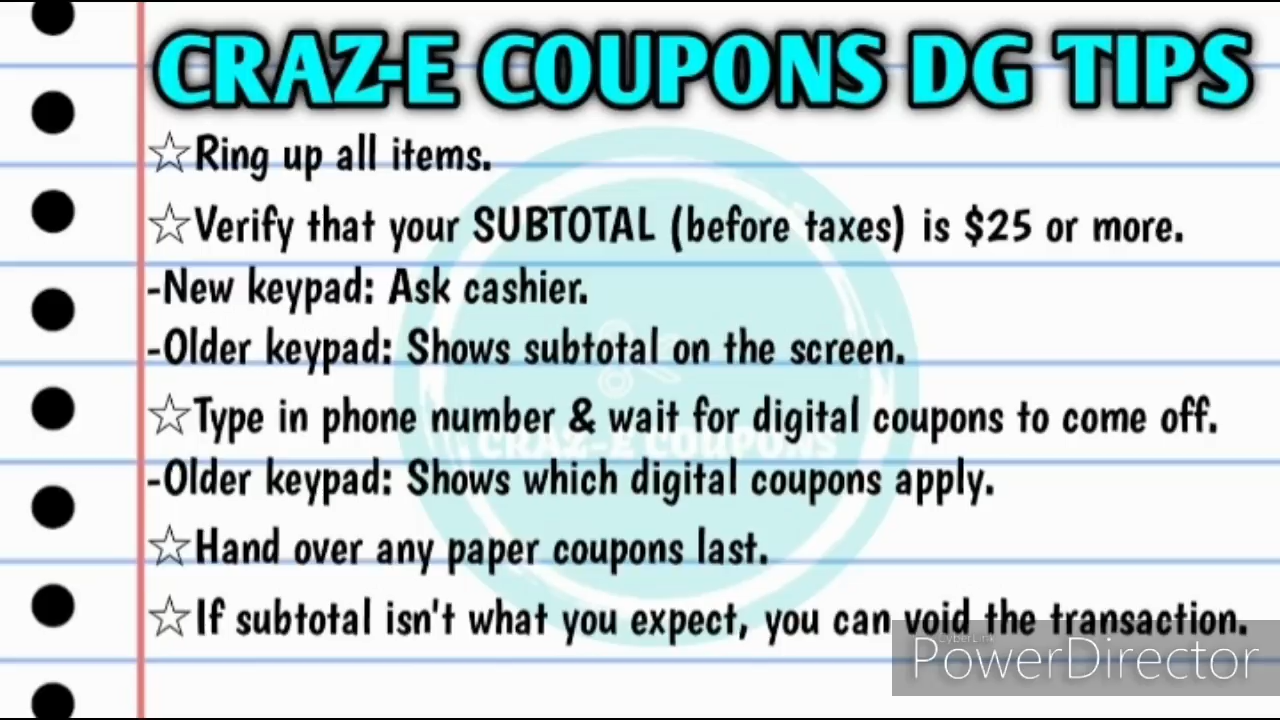 CRAZ-E COUPONS DG TIPS
☆Ring up all items.
☆Verify that your SUBTOTAL (before taxes) is $25 or more.
-New keypad: Ask cashier.
-Older keypad: Shows subtotal on the screen.
☆Type in phone number & wait for digital coupons to come off.
CRAZ-E COUPONS
-Older keypad: Shows which digital coupons apply.
☆Hand over any paper coupons last.
☆If subtotal isn't what you expect, you can void the transaction.
CyberLink
PowerDirector